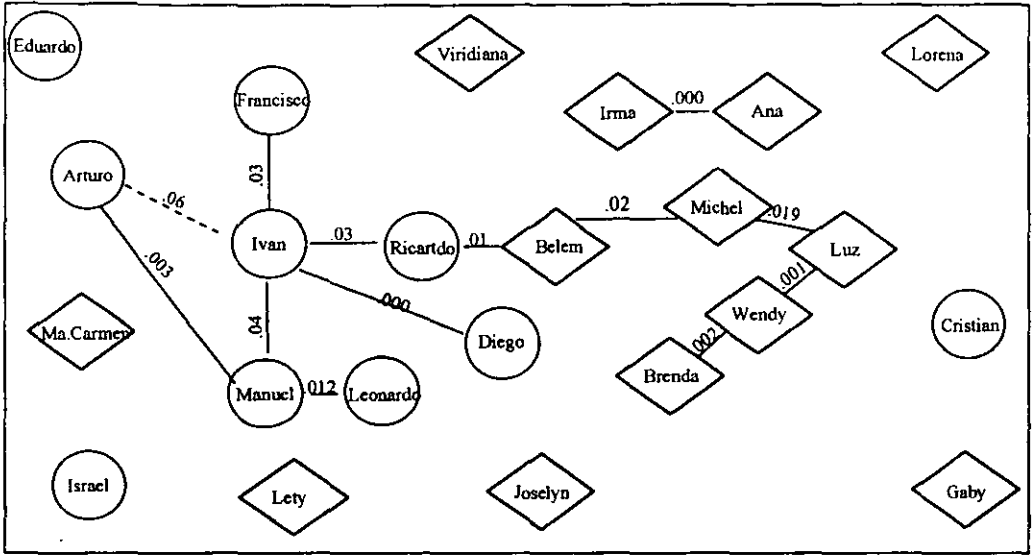 Eduardo
Viridiana
Lorena
Francisco
Irma
.000
Ana
Arturo
.06
.03
Ivan
.03
Ricartdo
.01
Belem
.02
Michel
.019
Luz
.003
.000
.001
.04
Wendy
Ma.Carmen
Diego
.002
Cristian
Manuel
.012
Leonardo
Brenda
Israel
Lety
Joselyn
Gaby